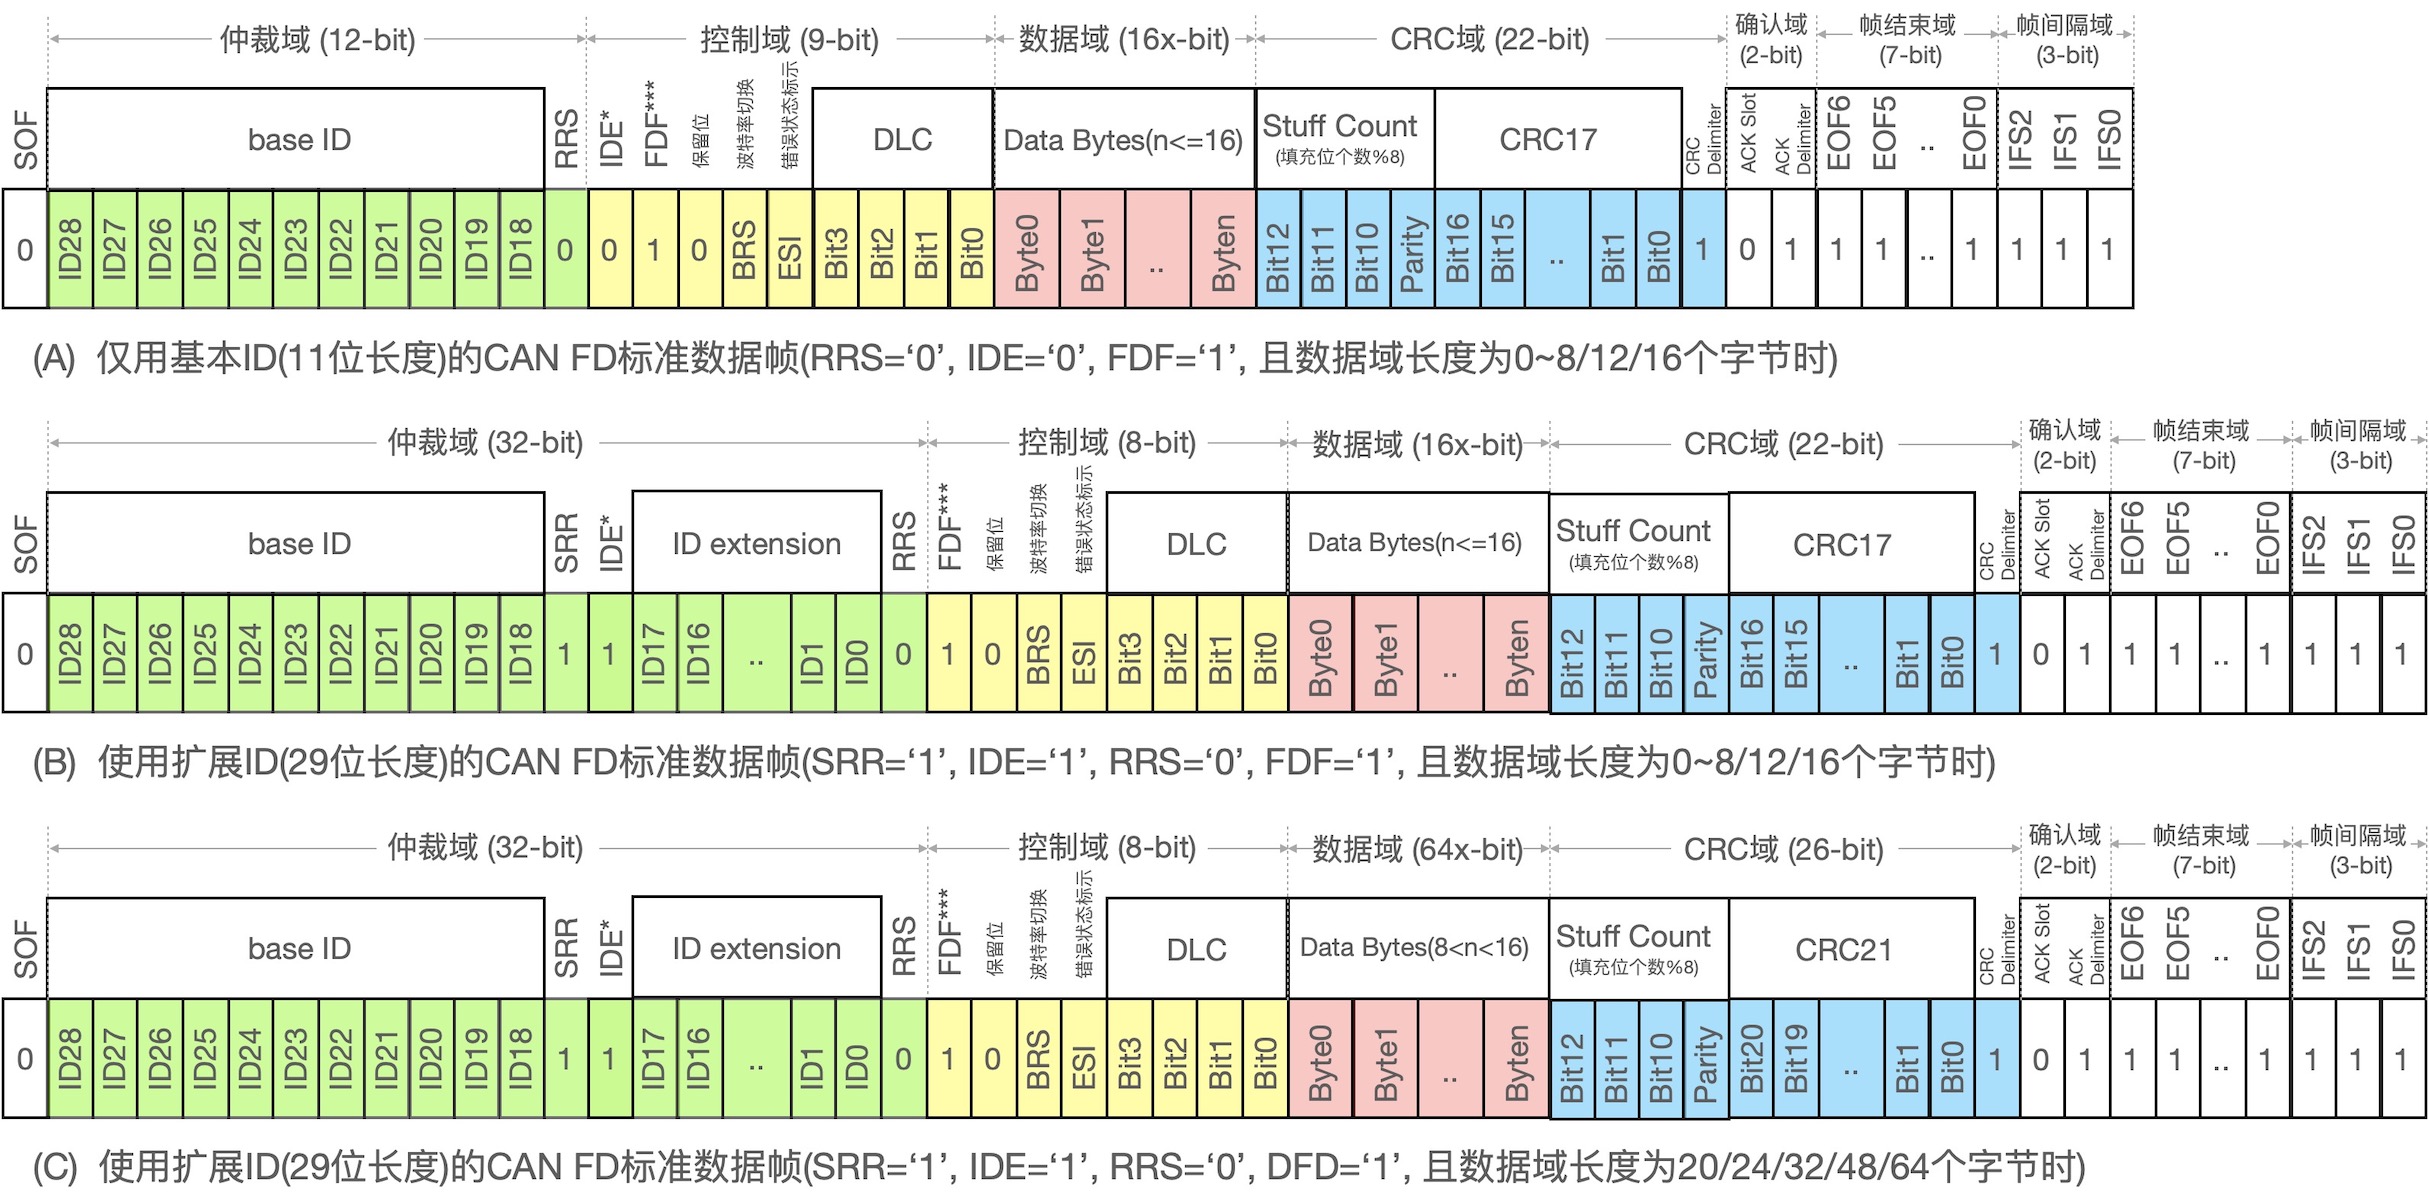 仲裁域 (12-bit) 控制域 (9-bit) 数据域 (16x-bit) CRC域 (22-bit) 确认域 (2-bit) 帧结束域 (7-bit) 帧间隔域 (3-bit)
SOF base ID RRS IDE* FDF*** 保留位 波特率切换 错误状态标示 DLC Data Bytes(n<=16) Stuff Count (填充位个数%8) CRC17 CRC Delimiter ACK Slot ACK Delimiter EOF6 EOF5 .. EOF0 IFS2 IFS1 IFS0
0 ID28 ID27 ID26 ID25 ID24 ID23 ID22 ID21 ID20 ID19 ID18 0 0 1 0 BRS ESI Bit3 Bit2 Bit1 Bit0 Byte0 Byte1 .. Byten Bit12 Bit11 Bit10 Parity Bit16 Bit15 .. Bit1 Bit0 1 0 1 1 1 .. 1 1 1 1
(A) 仅用基本ID(11位长度)的CAN FD标准数据帧(RRS=‘0’, IDE=‘0’, FDF=‘1’, 且数据域长度为0~8/12/16个字节时)
仲裁域 (32-bit) 控制域 (8-bit) 数据域 (16x-bit) CRC域 (22-bit) 确认域 (2-bit) 帧结束域 (7-bit) 帧间隔域 (3-bit)
SOF base ID SRR IDE* ID extension RRS FDF*** 保留位 波特率切换 错误状态标示 DLC Data Bytes(n<=16) Stuff Count (填充位个数%8) CRC17 CRC Delimiter ACK Slot ACK Delimiter EOF6 EOF5 .. EOF0 IFS2 IFS1 IFS0
0 ID28 ID27 ID26 ID25 ID24 ID23 ID22 ID21 ID20 ID19 ID18 1 1 ID17 ID16 .. ID1 ID0 0 1 0 BRS ESI Bit3 Bit2 Bit1 Bit0 Byte0 Byte1 .. Byten Bit12 Bit11 Bit10 Parity Bit16 Bit15 .. Bit1 Bit0 1 0 1 1 1 .. 1 1 1 1
(B) 使用扩展ID(29位长度)的CAN FD标准数据帧(SRR=‘1’, IDE=‘1’, RRS=‘0’, FDF=‘1’, 且数据域长度为0~8/12/16个字节时)
仲裁域 (32-bit) 控制域 (8-bit) 数据域 (64x-bit) CRC域 (26-bit) 确认域 (2-bit) 帧结束域 (7-bit) 帧间隔域 (3-bit)
SOF base ID SRR IDE* ID extension RRS FDF*** 保留位 波特率切换 错误状态标示 DLC Data Bytes(8<n<16) Stuff Count (填充位个数%8) CRC21 CRC Delimiter ACK Slot ACK Delimiter EOF6 EOF5 .. EOF0 IFS2 IFS1 IFS0
0 ID28 ID27 ID26 ID25 ID24 ID23 ID22 ID21 ID20 ID19 ID18 1 1 ID17 ID16 .. ID1 ID0 0 1 0 BRS ESI Bit3 Bit2 Bit1 Bit0 Byte0 Byte1 .. Byten Bit12 Bit11 Bit10 Parity Bit20 Bit19 .. Bit1 Bit0 1 0 1 1 1 .. 1 1 1 1
(C) 使用扩展ID(29位长度)的CAN FD标准数据帧(SRR=‘1’, IDE=‘1’, RRS=‘0’, DFD=‘1’, 且数据域长度为20/24/32/48/64个字节时)